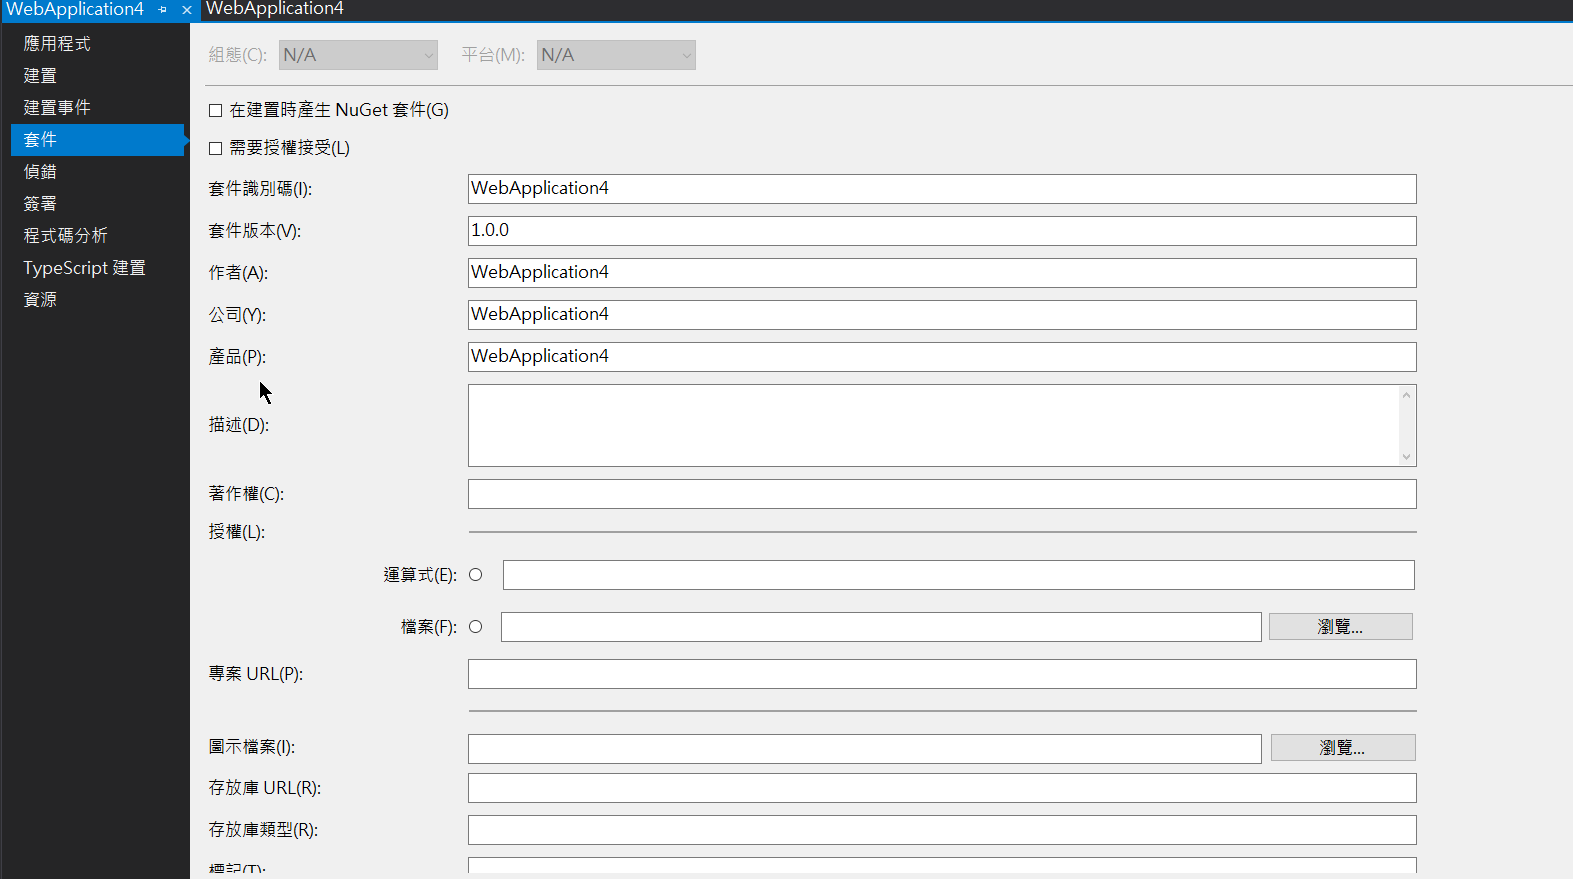 WebApplication4
WebApplication4
應用程式
建置
建置事件
套件
偵錯
簽署
程式碼分析
TypeScript 建置
資源
組態(C): N/A 平台(M): N/A
在建置時產生 NuGet 套件(G)
需要授權接受(L)
套件識別碼(I): WebApplication4
套件版本(V): 1.0.0
作者(A): WebApplication4
公司(Y): WebApplication4
產品(P): WebApplication4
描述(D):
著作權(C):
授權(L):
運算式(E):
檔案(F): 瀏覽...
專案 URL(P):
圖示檔案(I): 瀏覽...
存放庫 URL(R):
存放庫類型(R):
標記(T):